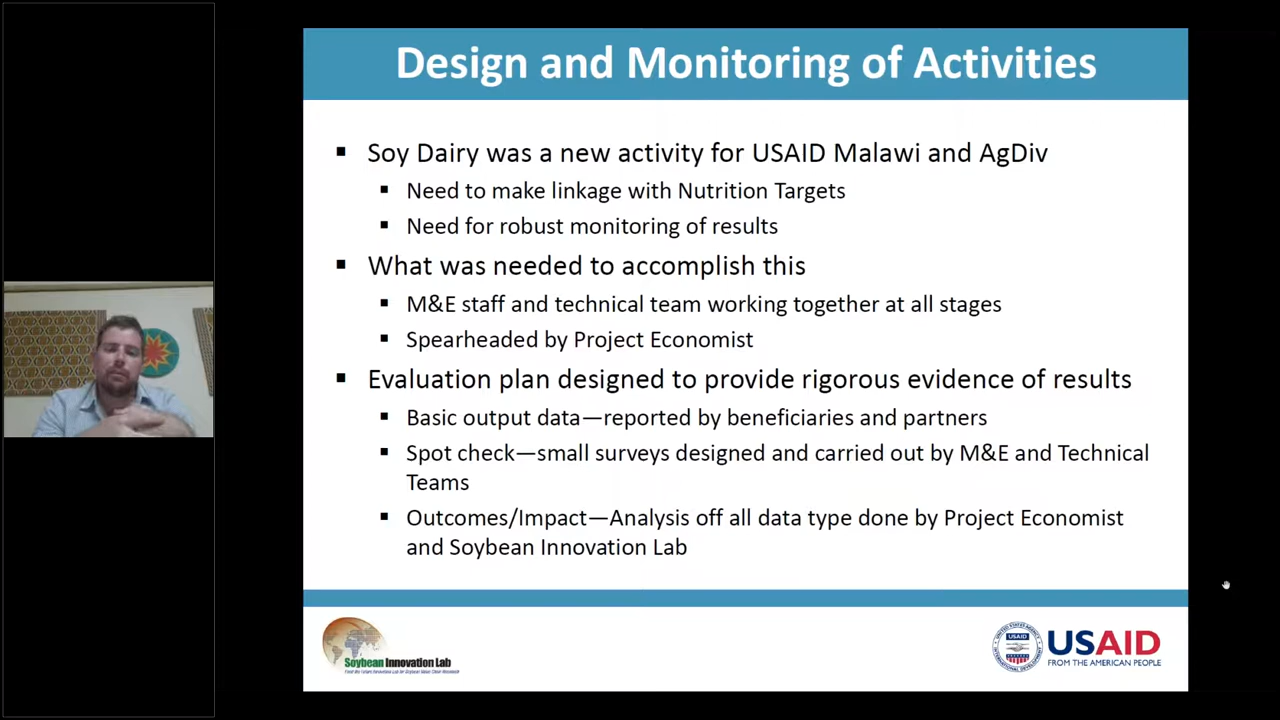 Design and Monitoring of Activities
▪ Soy Dairy was a new activity for USAID Malawi and AgDiv
▪ Need to make linkage with Nutrition Targets
▪ Need for robust monitoring of results
▪ What was needed to accomplish this
▪ M&E staff and technical team working together at all stages
▪ Spearheaded by Project Economist
▪ Evaluation plan designed to provide rigorous evidence of results
▪ Basic output data—reported by beneficiaries and partners
▪ Spot check—small surveys designed and carried out by M&E and Technical
Teams
▪ Outcomes/Impact—Analysis off all data type done by Project Economist
and Soybean Innovation Lab
Soybean Innovation Lab
USAID
USAID
FROM THE AMERICAN PEOPLE